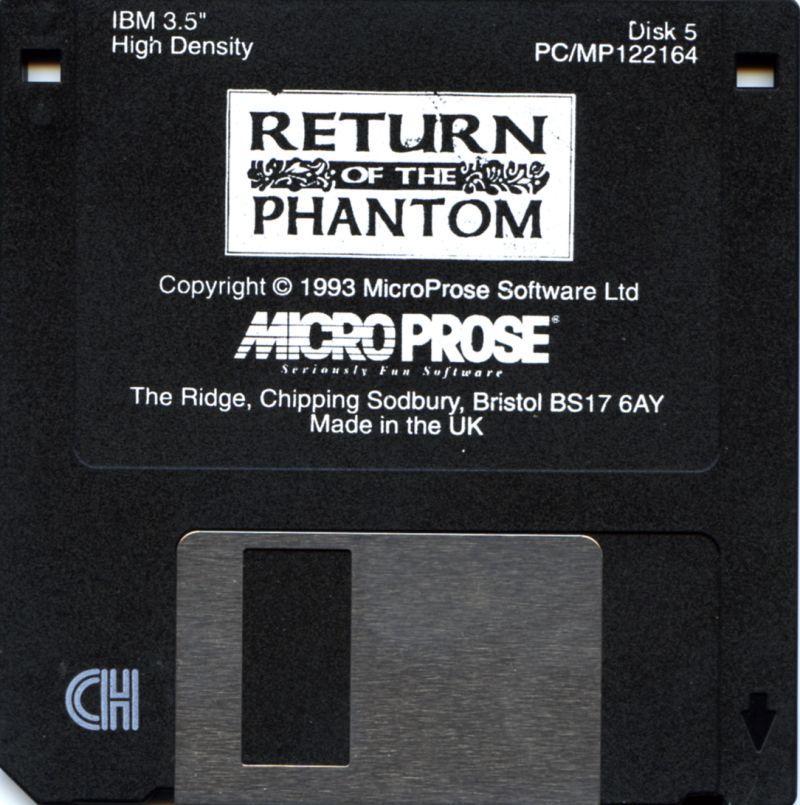 IBM 3.5"
High Density
Disk 5
PC/MP122164
RETURN
OF THE
PHANTOM
Copyright © 1993 MicroProse Software Ltd
MICROPROSE®
Seriously Fun Software
The Ridge, Chipping Sodbury, Bristol BS17 6AY
Made in the UK
CH